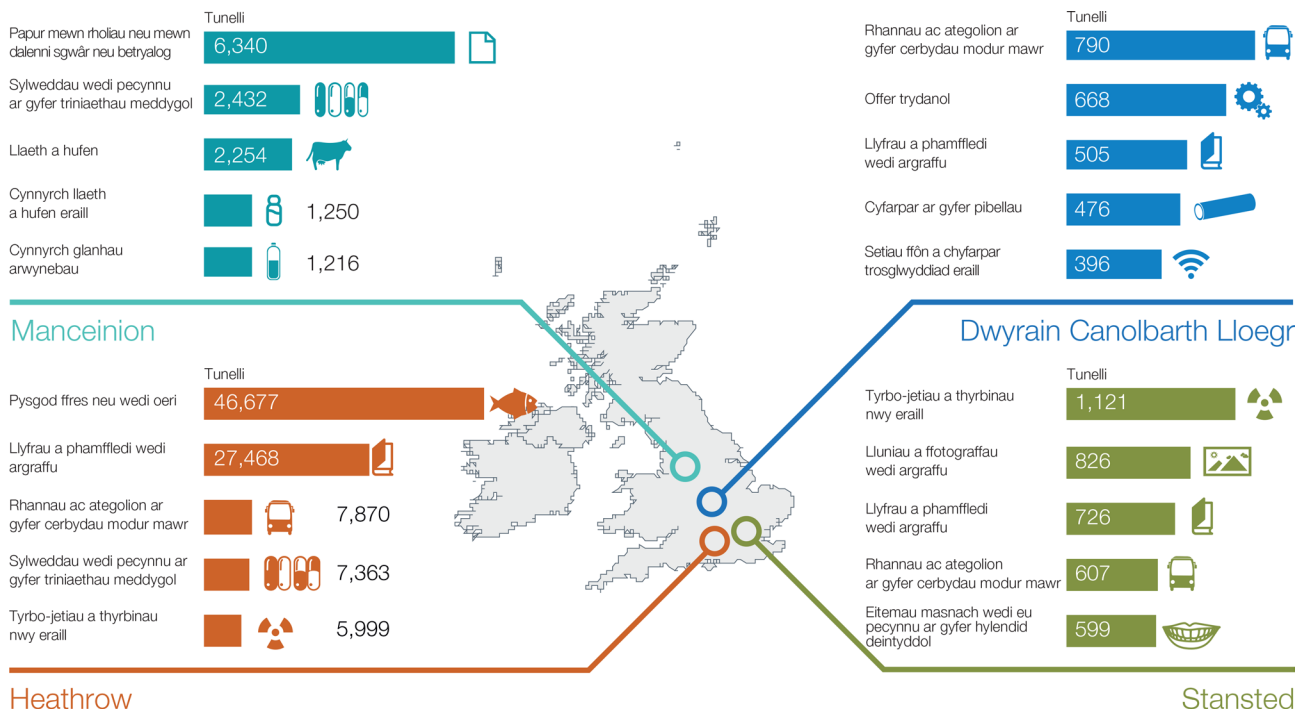 Tunelli
Papur mewn rholiau neu mewn
dalenni sgwâr neu betryalog
6,340
Sylweddau wedi pecynnu
ar gyfer triniaethau meddygol
2,432
Llaeth a hufen
2,254
Cynnyrch llaeth
a hufen eraill
1,250
Cynnyrch glanhau
arwynebau
1,216
Manceinion
Tunelli
Rhannau ac ategolion ar
gyfer cerbydau modur mawr
790
Offer trydanol
668
Llyfrau a phamffledi
wedi argraffu
505
Cyfarpar ar gyfer pibellau
476
Setiau ffôn a chyfarpar
trosglwyddiad eraill
396
Dwyrain Canolbarth Lloegr
Tunelli
Pysgod ffres neu wedi oeri
46,677
Llyfrau a phamffledi wedi
argraffu
27,468
Rhannau ac ategolion ar
gyfer cerbydau modur mawr
7,870
Sylweddau wedi pecynnu ar
gyfer triniaethau meddygol
7,363
Tyrbo-jetiau a thyrbinau
nwy eraill
5,999
Heathrow
Tunelli
Tyrbo-jetiau a thyrbinau
nwy eraill
1,121
Lluniau a ffotograffau
wedi argraffu
826
Llyfrau a phamffledi
wedi argraffu
726
Rhannau ac ategolion
ar gyfer cerbydau modur mawr
607
Eitemau masnach wedi eu
pecynnu ar gyfer hylendid
deintyddol
599
Stansted